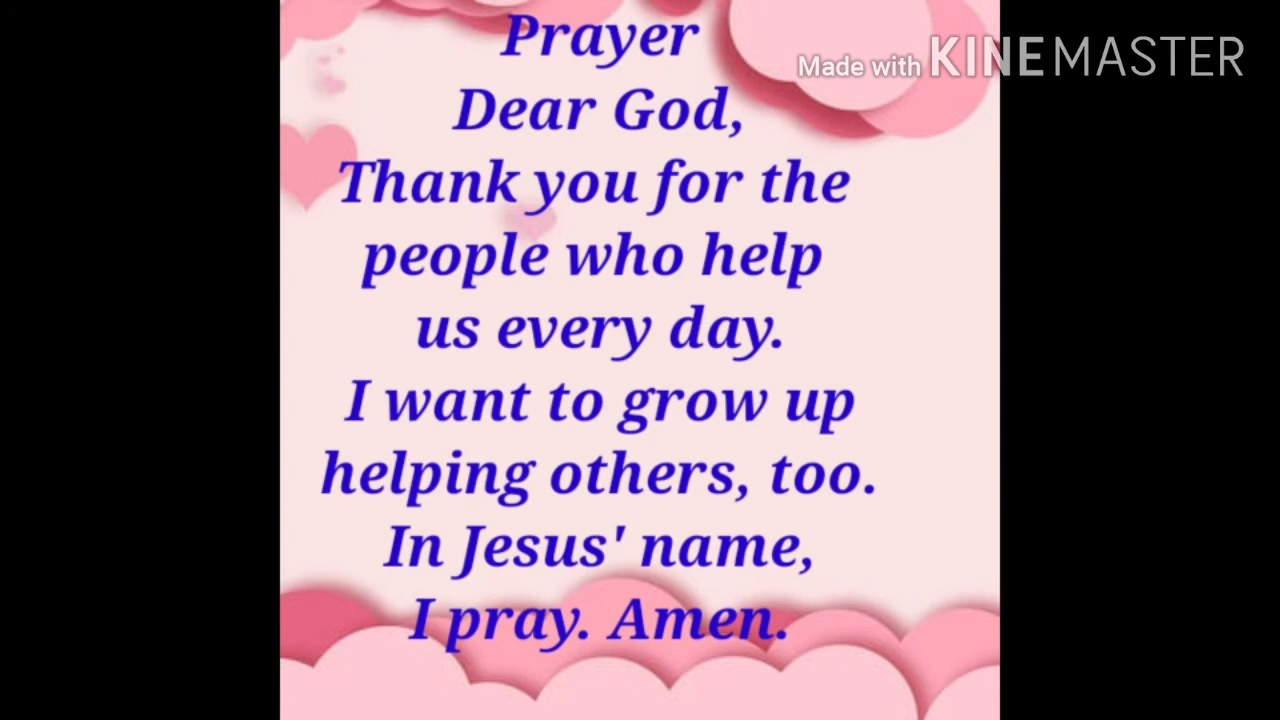 Prayer
Made with KINEMASTER
Dear God,
Thank you for the
people who help
us every day.
I want to grow up
helping others, too.
In Jesus' name,
I pray. Amen.